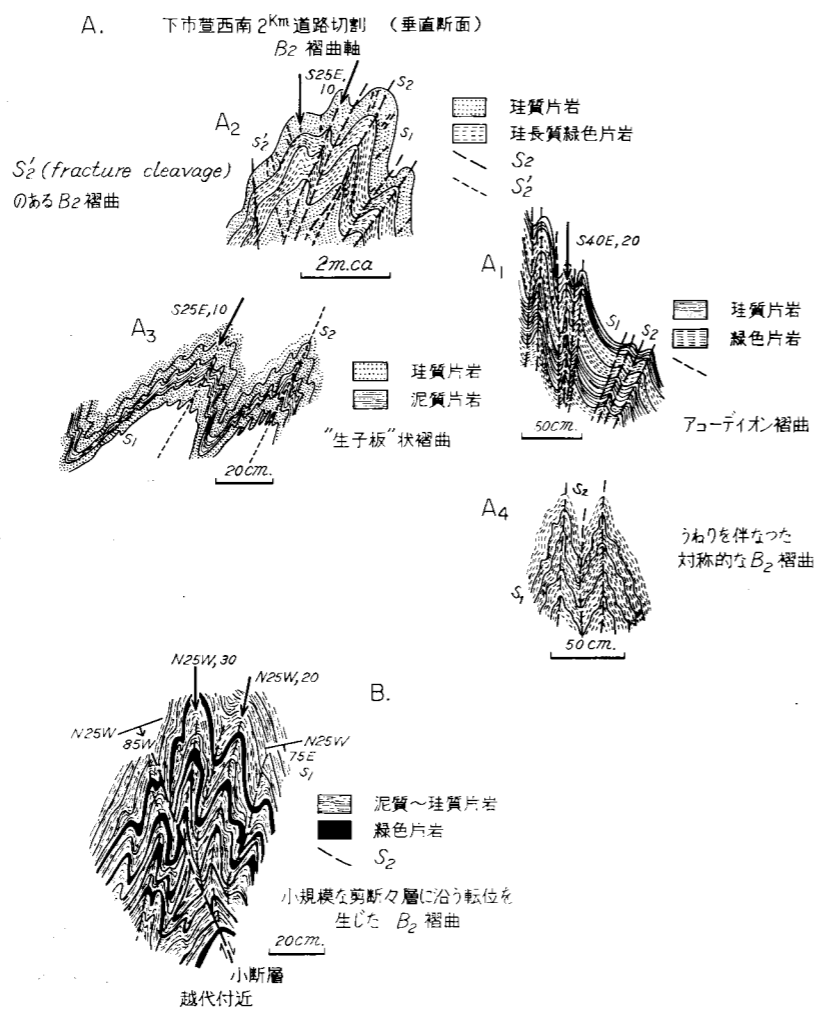 A. 下市萱西南2Km道路切割 (垂直断面)
B2 褶曲軸
S25E,
10
S2
A2
S2'
S1
珪質片岩
珪長質緑色片岩
S2
S2'
S2' (fracture cleavage)
のあるB2褶曲
2m.ca
A1
S40E, 20
S1 S2
珪質片岩
緑色片岩
50cm.
アコーディオン褶曲
A3
S25E,10
S2
S1
珪質片岩
泥質片岩
"生子板"状褶曲
20cm.
A4
S2
S1
うねりを伴なつた
対称的なB2褶曲
50cm.
B.
N25W,30
N25W,20
N25W
85W
N25W
75E
S1
泥質~珪質片岩
緑色片岩
S2
小規模な剪断々層に沿う転位を
生じた B2 褶曲
20cm.
小断層
越代付近